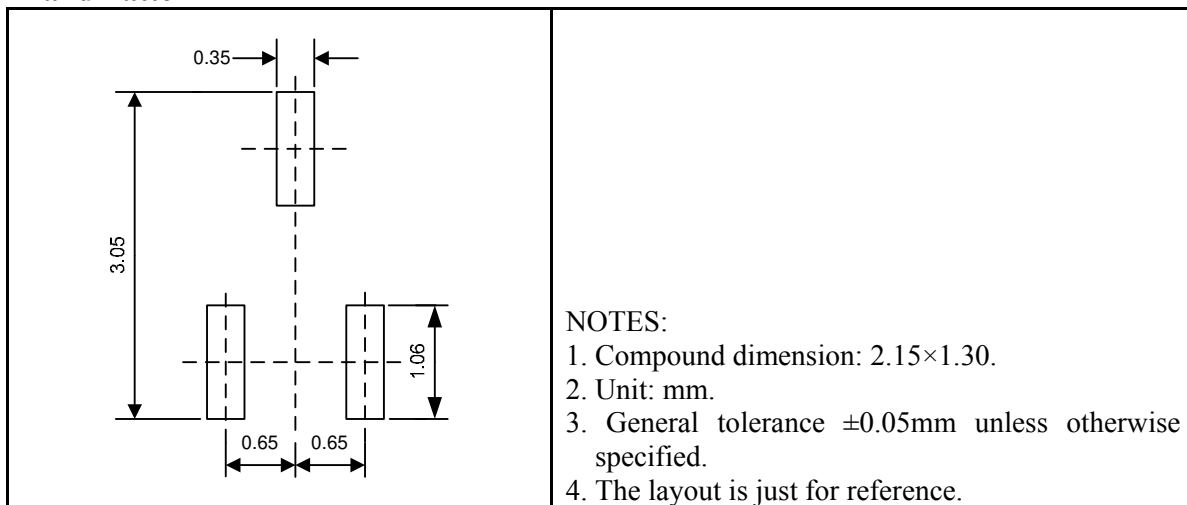 0.35
3.05
1.06
0.65 0.65
NOTES:
1. Compound dimension: 2.15×1.30.
2. Unit: mm.
3. General tolerance ±0.05mm unless otherwise
specified.
4. The layout is just for reference.